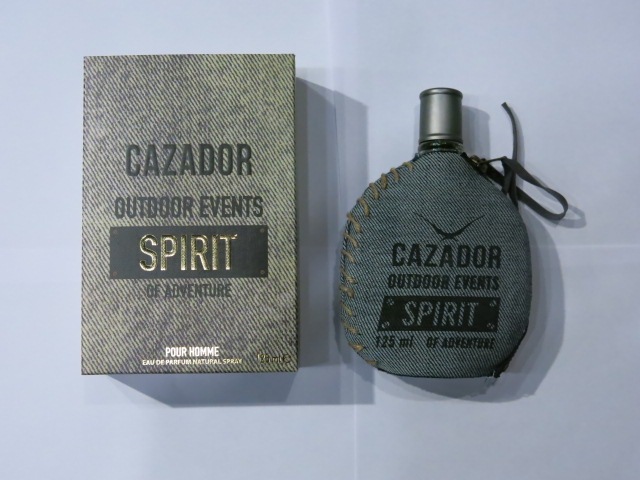 CAZADOR
OUTDOOR EVENTS
SPIRIT
OF ADVENTURE
POUR HOMME
EAU DE PARFUM NATURAL SPRAY
CAZADOR
OUTDOOR EVENTS
SPIRIT
125 ml OF ADVENTURE